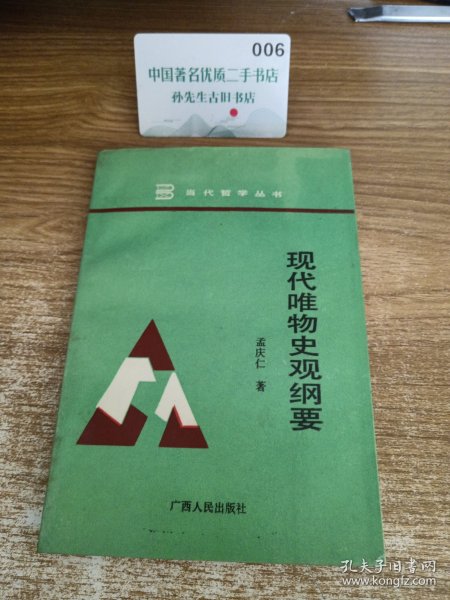 006
中国著名优质二手书店
孙先生古旧书店
当代哲学丛书
现代唯物史观纲要
孟庆仁 著
广西人民出版社
孔夫子旧书网
www.kongfz.com